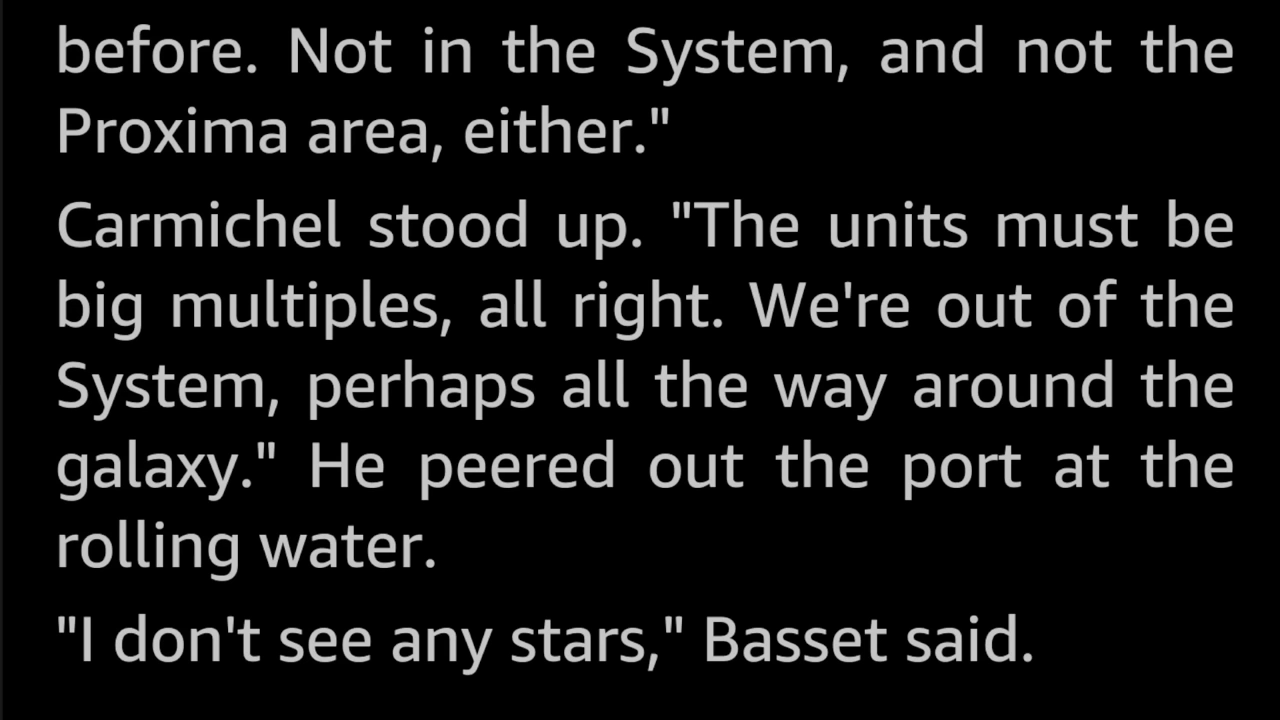 before. Not in the System, and not the
Proxima area, either."
Carmichel stood up. "The units must be
big multiples, all right. We're out of the
System, perhaps all the way around the
galaxy." He peered out the port at the
rolling water.
"I don't see any stars," Basset said.